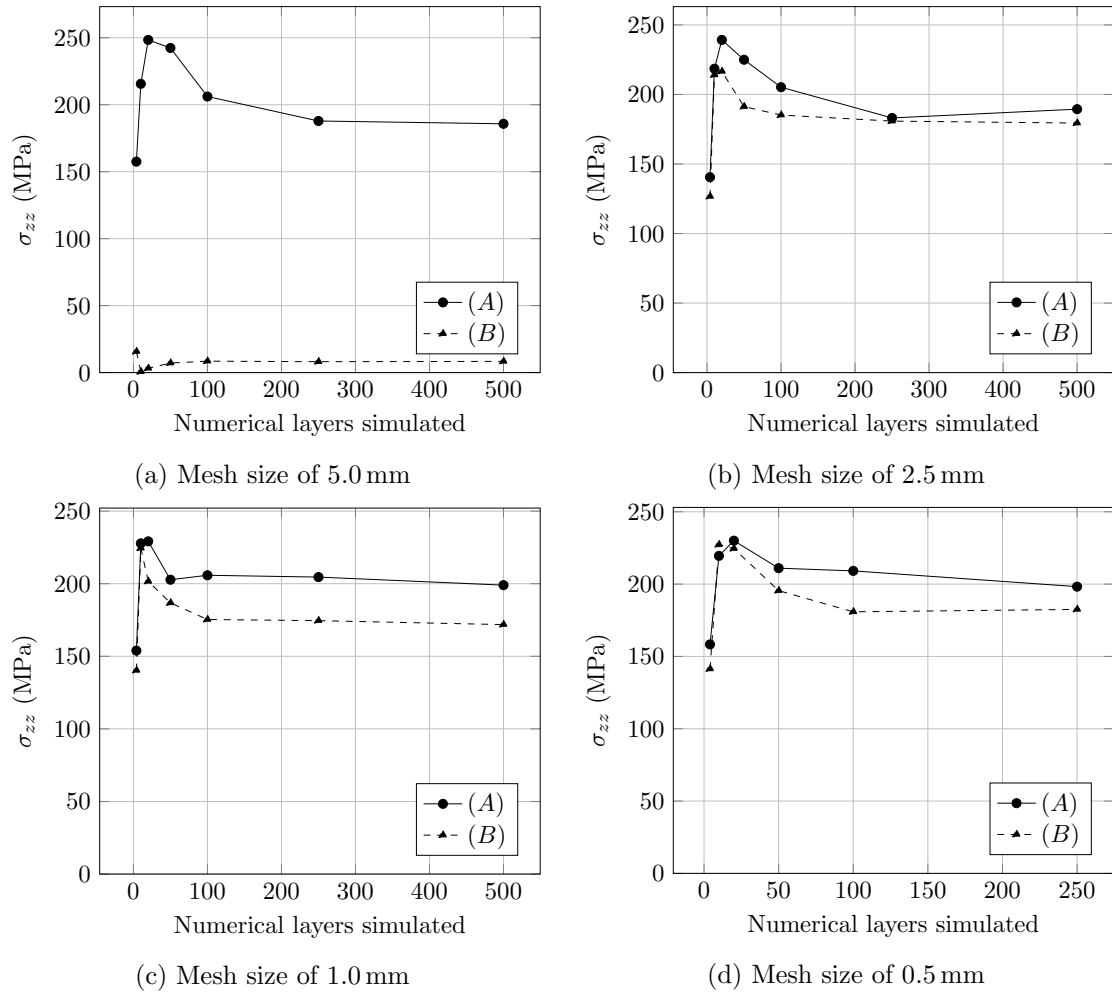 250
200
150
100
50
0
σzz (MPa)
(A)
(B)
0 100 200 300 400 500
Numerical layers simulated
(a) Mesh size of 5.0 mm
250
200
150
100
50
0
σzz (MPa)
(A)
(B)
0 100 200 300 400 500
Numerical layers simulated
(b) Mesh size of 2.5 mm
250
200
150
100
50
0
σzz (MPa)
(A)
(B)
0 100 200 300 400 500
Numerical layers simulated
(c) Mesh size of 1.0 mm
250
200
150
100
50
0
σzz (MPa)
(A)
(B)
0 50 100 150 200 250
Numerical layers simulated
(d) Mesh size of 0.5 mm